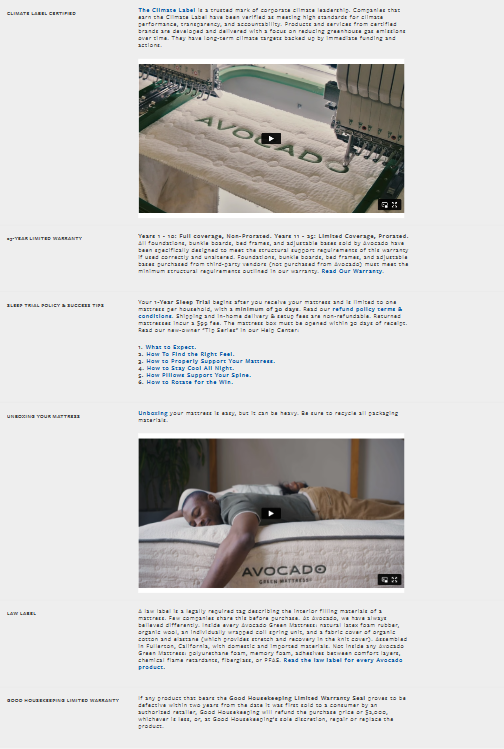 CLIMATE LABEL CERTIFIED
The Climate Label is a trusted mark of corporate climate leadership. Companies that
earn the Climate Label have been verified as meeting high standards for climate
performance, transparency, and accountability. Products and services from certified
brands are developed and delivered with a focus on reducing greenhouse gas emissions
over time. They have long-term climate targets backed up by immediate funding and
actions.
AVOCADO
25-YEAR LIMITED WARRANTY
Years 1 - 10: Full coverage, Non-Prorated. Years 11 - 25: Limited Coverage, Prorated.
All foundations, bunkie boards, bed frames, and adjustable bases sold by Avocado have
been specifically designed to meet the structural support requirements of this warranty
if used correctly and unaltered. Foundations, bunkie boards, bed frames, and adjustable
bases purchased from third-party vendors (not purchased from Avocado) must meet the
minimum structural requirements outlined in our warranty. Read Our Warranty.
SLEEP TRIAL POLICY & SUCCESS TIPS
Your 1-Year Sleep Trial begins after you receive your mattress and is limited to one
mattress per household, with a minimum of 30 days. Read our refund policy terms &
conditions. Shipping and in-home delivery & setup fees are non-refundable. Returned
mattresses incur a $99 fee. The mattress box must be opened within 30 days of receipt.
Read our new-owner "Tip Series" in our Help Center:
1. What to Expect.
2. How To Find the Right Feel.
3. How to Properly Support Your Mattress.
4. How to Stay Cool All Night.
5. How Pillows Support Your Spine.
6. How to Rotate for the Win.
UNBOXING YOUR MATTRESS
Unboxing your mattress is easy, but it can be heavy. Be sure to recycle all packaging
materials.
AVOCADO
GREEN MATTRESS
LAW LABEL
A law label is a legally required tag describing the interior filling materials of a
mattress. Few companies share this before purchase. At Avocado, we have always
believed differently. Inside every Avocado Green Mattress: natural latex foam rubber,
organic wool, an individually wrapped coil spring unit, and a fabric cover of organic
cotton and elastane (which provides stretch and recovery in the knit cover). Assembled
in Fullerton, California, with domestic and imported materials. Not inside any Avocado
Green Mattress: polyurethane foam, memory foam, adhesives between comfort layers,
chemical flame retardants, fiberglass, or PFAS. Read the law label for every Avocado
product.
GOOD HOUSEKEEPING LIMITED WARRANTY
If any product that bears the Good Housekeeping Limited Warranty Seal proves to be
defective within two years from the date it was first sold to a consumer by an
authorized retailer, Good Housekeeping will refund the purchase price or $2,000,
whichever is less, or, at Good Housekeeping's sole discretion, repair or replace the
product.